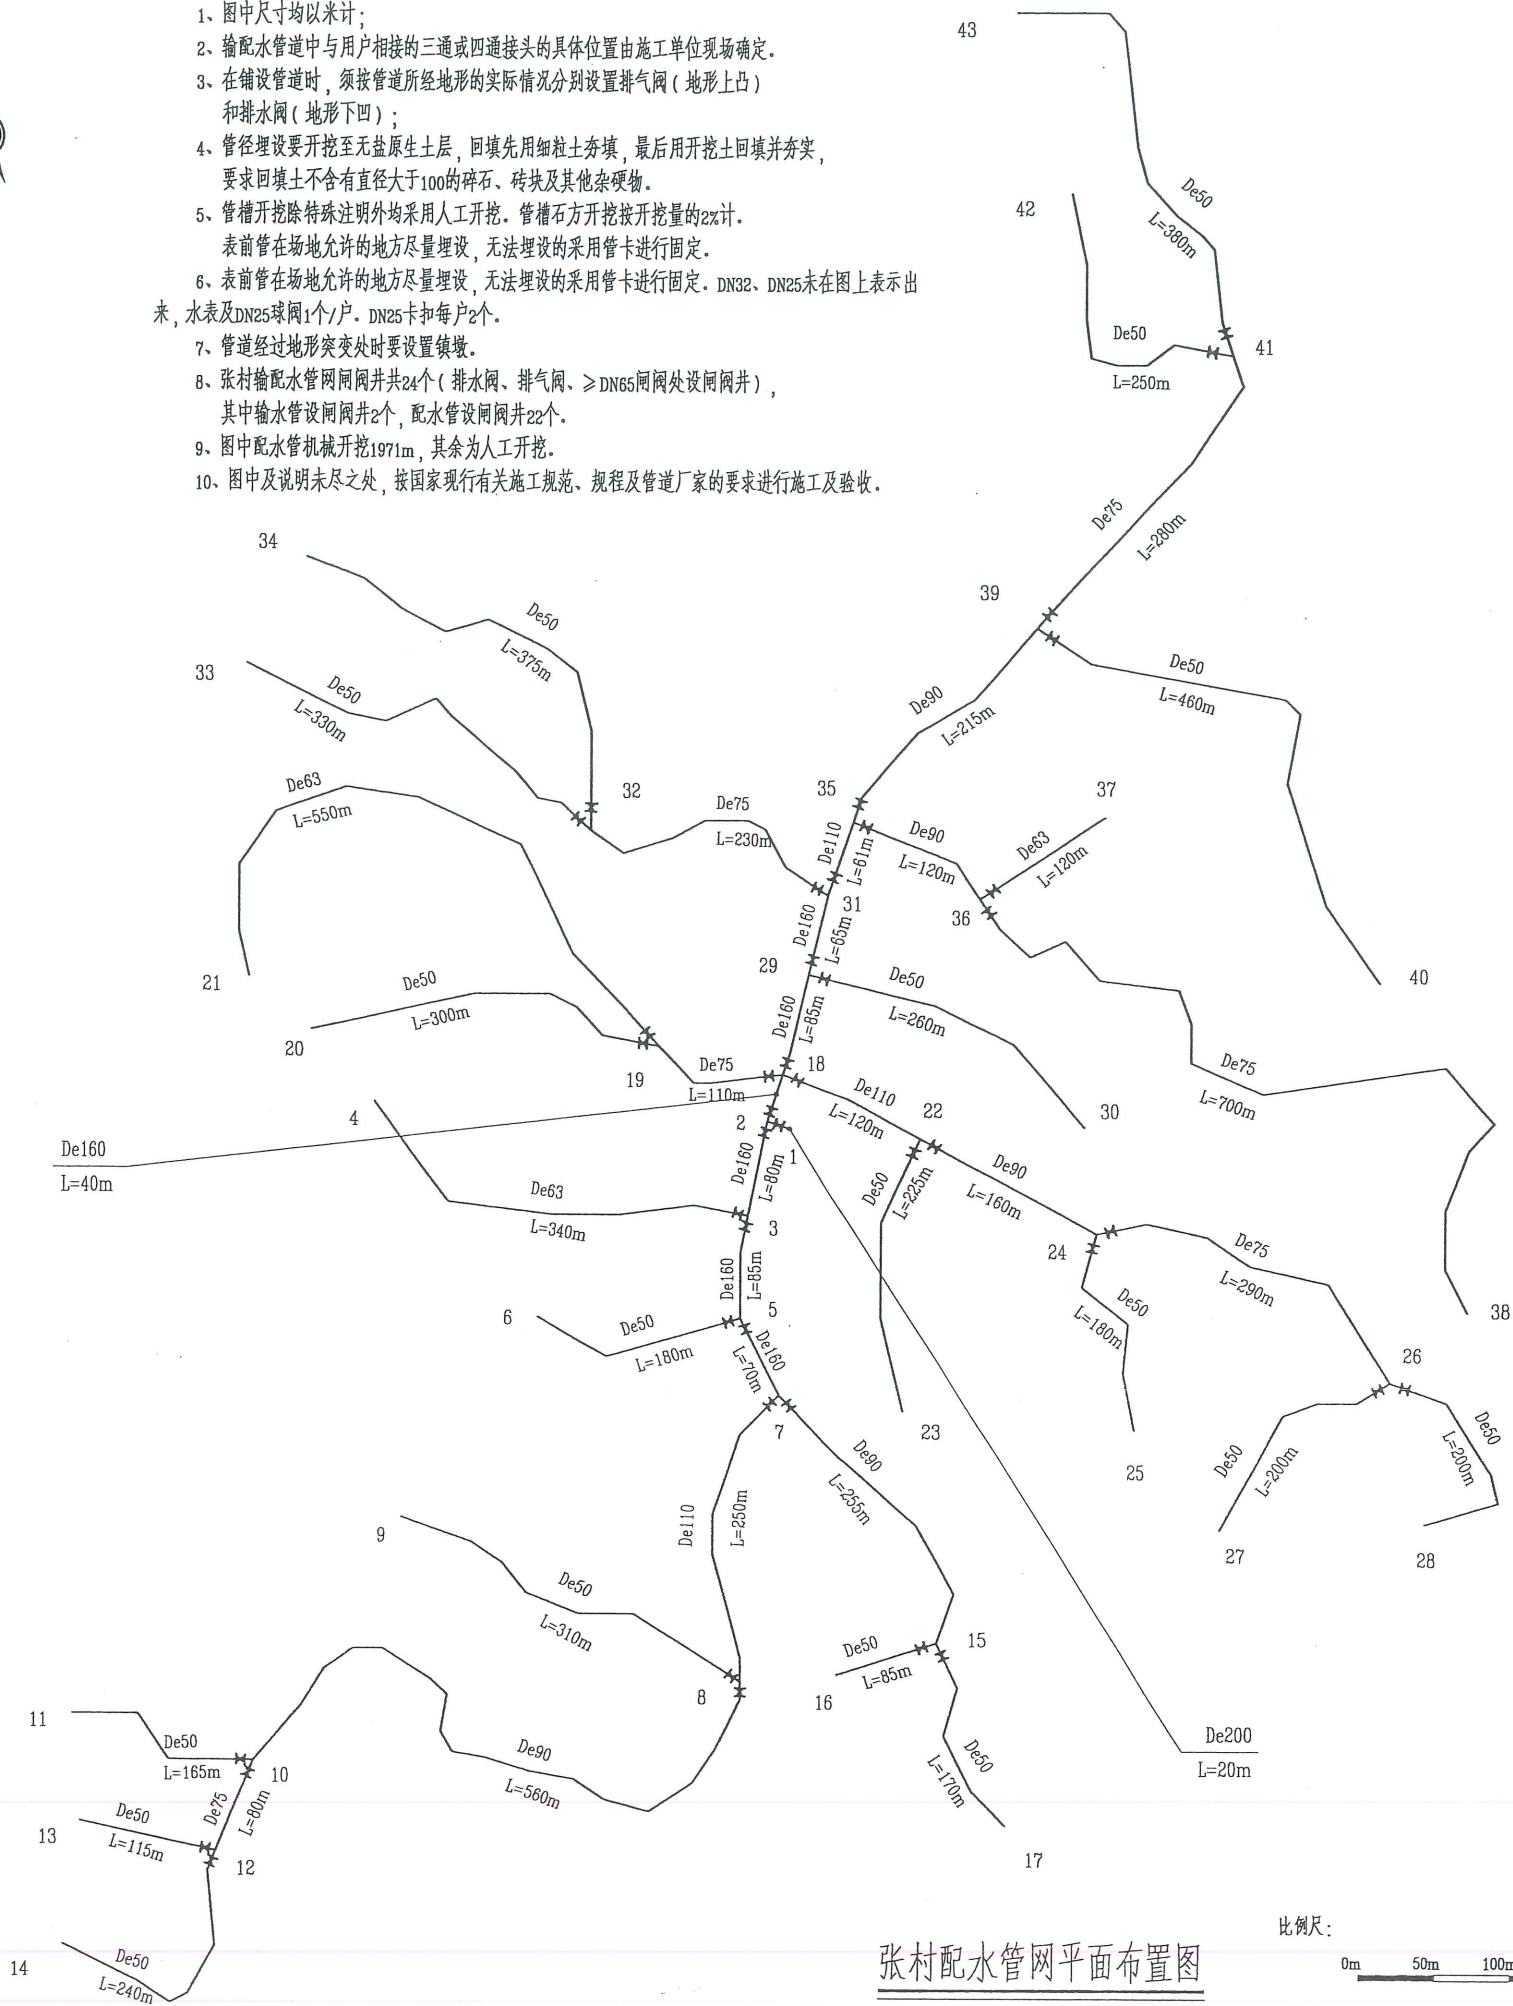 1、图中尺寸均以米计；
2、输配水管道中与用户相接的三通或四通接头的具体位置由施工单位现场确定.
3、在铺设管道时，须按管道所经地形的实际情况分别设置排气阀（地形上凸）
和排水阀（地形下凹）；
4、管径埋设要开挖至无盐原生土层，回填先用细粒土夯填，最后用开挖土回填并夯实，
要求回填土不含有直径大于100的碎石、砖块及其他杂硬物.
5、管槽开挖除特殊注明外均采用人工开挖.管槽石方开挖按开挖量的2%计.
表前管在场地允许的地方尽量埋设，无法埋设的采用管卡进行固定.
6、表前管在场地允许的地方尽量埋设，无法埋设的采用管卡进行固定.DN32、DN25未在图上表示出
来，水表及DN25球阀1个/户.DN25卡扣每户2个.
7、管道经过地形突变处时要设置镇墩.
8、张村输配水管网闸阀井共24个（排水阀、排气阀、≥DN65闸阀处设闸阀井），
其中输水管设闸阀井2个，配水管设闸阀井22个.
9、图中配水管机械开挖1971m，其余为人工开挖.
10、图中及说明未尽之处，按国家现行有关施工规范、规程及管道厂家的要求进行施工及验收.
43
De50
L=380m
42
De50
L=250m
41
De75
L=280m
39
De50
L=460m
40
De90
L=215m
34
De50
L=375m
33
De50
L=330m
32
De75
L=230m
De63
L=550m
21
De50
L=300m
20
19
De75
L=110m
35
De110
L=61m
31
De90
L=120m
37
De63
L=120m
36
De160
L=65m
29
De50
L=260m
30
De160
L=85m
18
De75
L=700m
38
De110
L=120m
22
De160
L=40m
2
1
4
De63
L=340m
De160
L=80m
3
De50
L=225m
23
De90
L=160m
24
De75
L=290m
De50
L=180m
25
26
De50
L=200m
27
De50
L=200m
28
De160
L=85m
5
6
De50
L=180m
De160
L=70m
7
De90
L=255m
De110
L=250m
9
De50
L=310m
8
De50
L=85m
16
15
De50
L=170m
17
De200
L=20m
De90
L=560m
11
De50
L=165m
10
De75
L=80m
13
De50
L=115m
12
14
De50
L=240m
比例尺：
0m 50m 100m
张村配水管网平面布置图